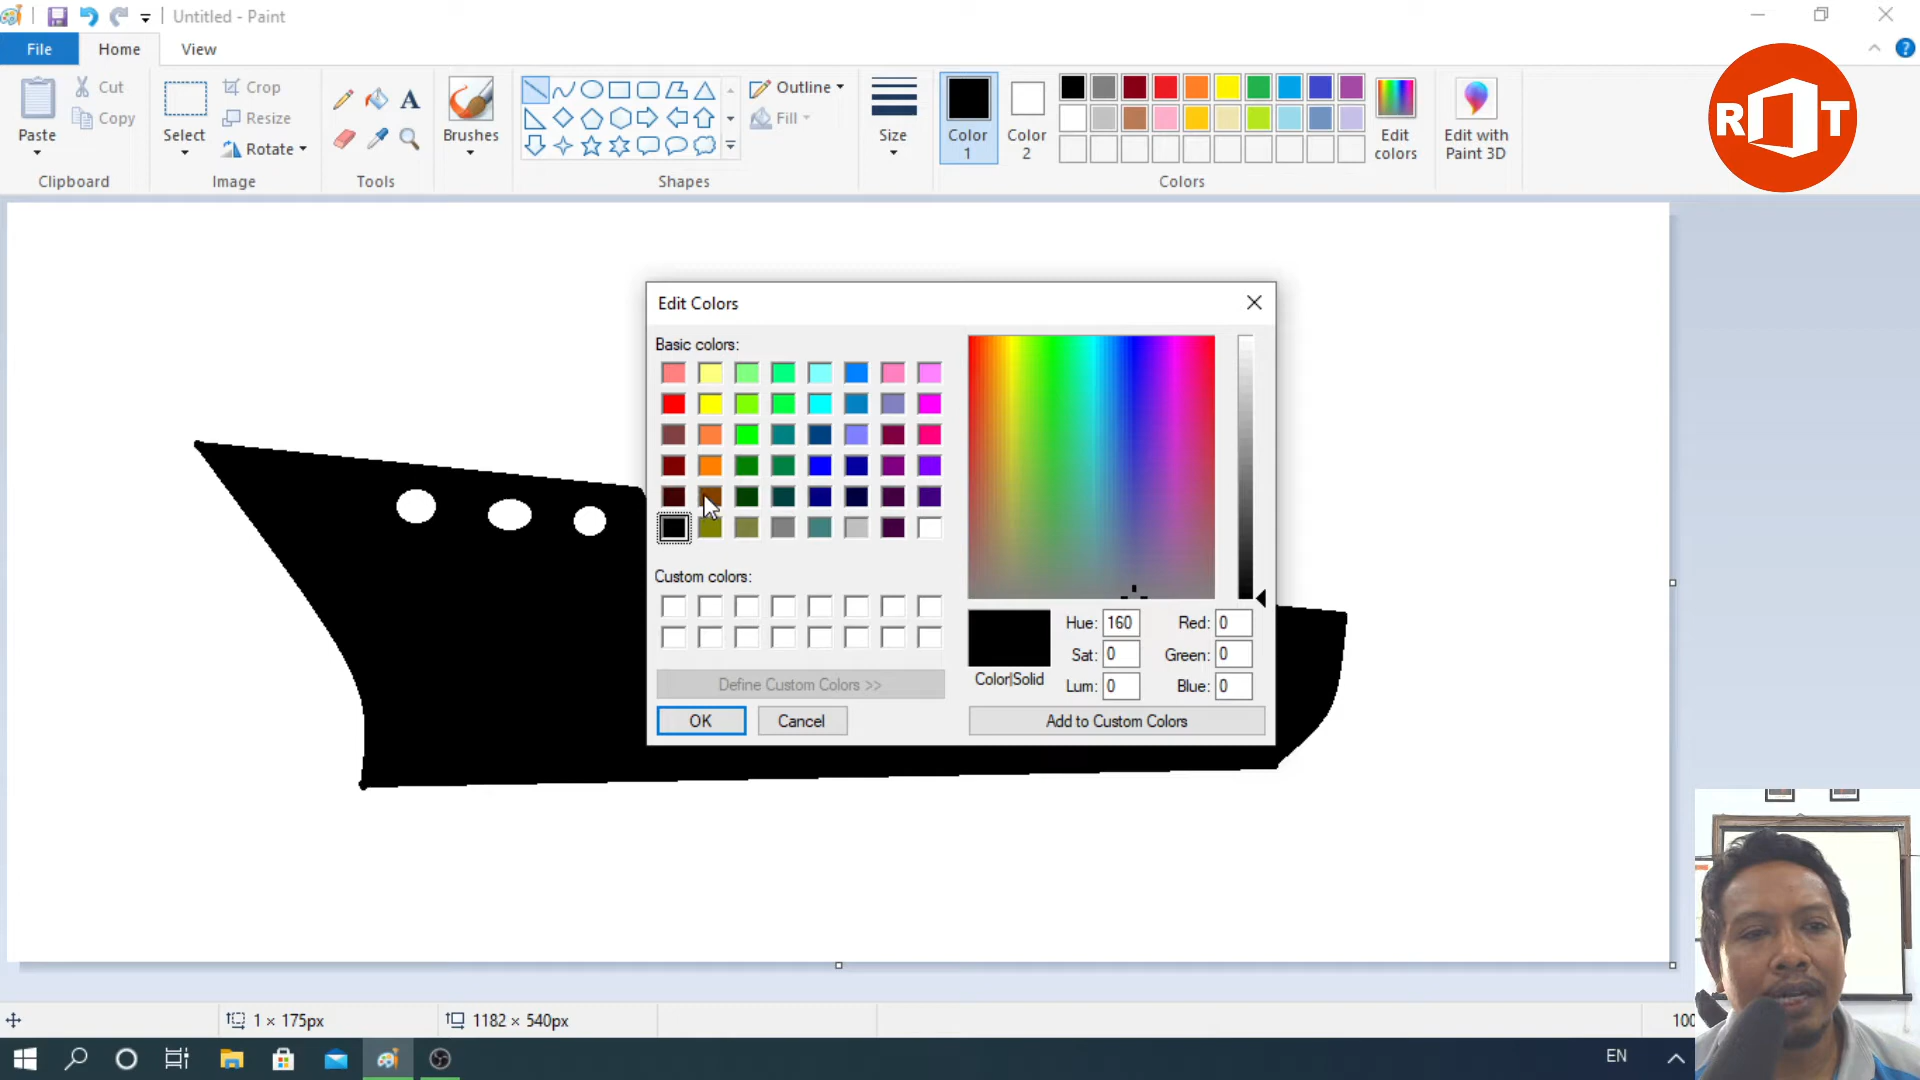 Untitled - Paint
File
Home
View
Paste
Cut
Copy
Clipboard
Select
Crop
Resize
Rotate
Image
Tools
Brushes
Shapes
Outline
Fill
Size
Color
1
Color
2
Edit
colors
Colors
Edit with
Paint 3D
R T
Edit Colors
Basic colors:
Custom colors:
Define Custom Colors >>
OK
Cancel
Color|Solid
Hue: 160
Sat: 0
Lum: 0
Red: 0
Green: 0
Blue: 0
Add to Custom Colors
1 × 175px
1182 × 540px
100
EN